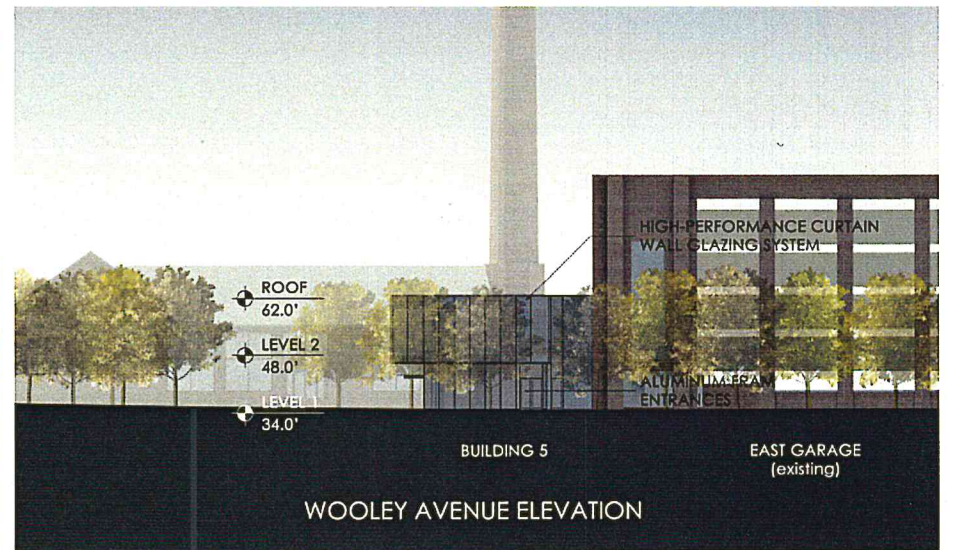 HIGH-PERFORMANCE CURTAIN
WALL GLAZING SYSTEM
ROOF
62.0'
LEVEL 2
48.0'
LEVEL 1
34.0'
ALUMINUM FRAM
ENTRANCES
BUILDING 5
EAST GARAGE
(existing)
WOOLEY AVENUE ELEVATION